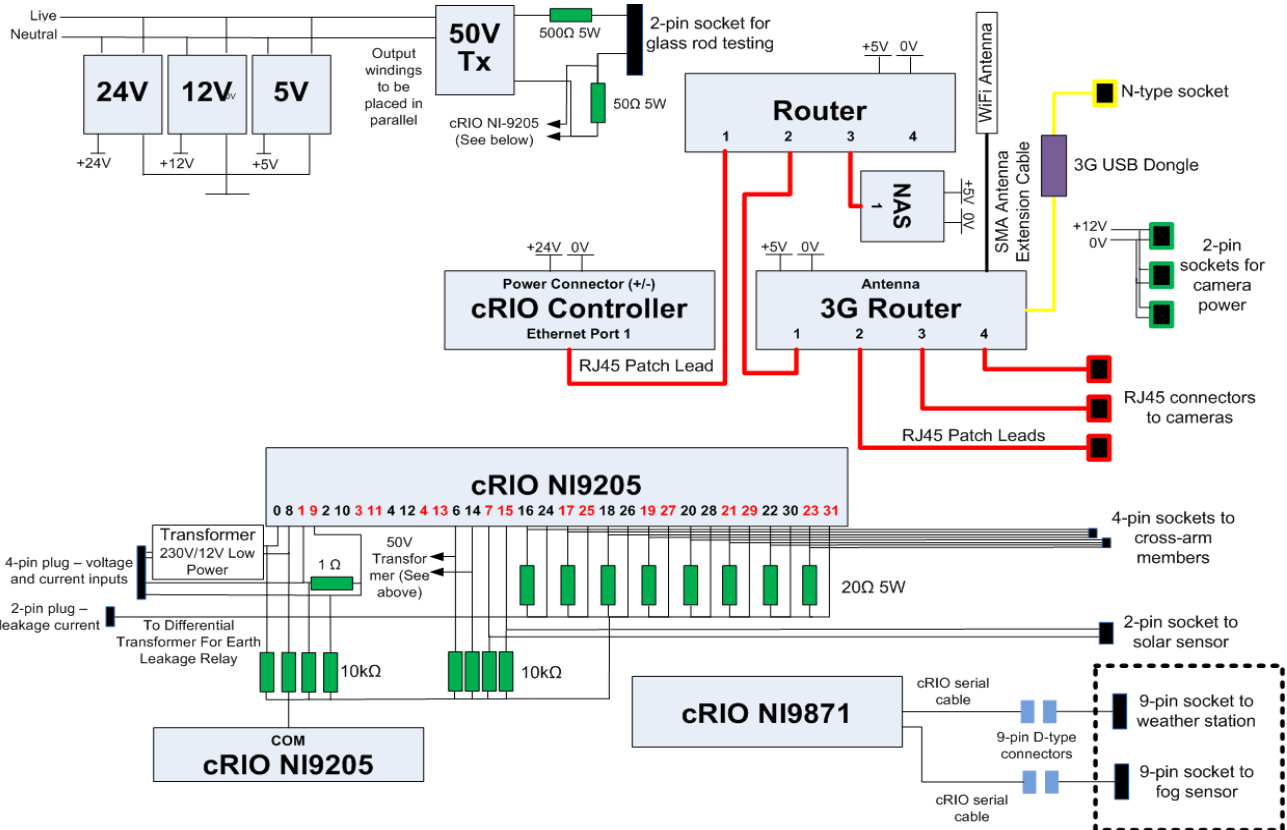 Live
Neutral
24V
12V
0V
5V
+24V
+12V
+5V
Output
windings
to be
placed in
parallel
50V
Tx
500Ω 5W
2-pin socket for
glass rod testing
50Ω 5W
cRIO NI-9205
(See below)
+5V 0V
Router
1 2 3 4
NAS
1
+5V
0V
WiFi Antenna
SMA Antenna
Extension Cable
N-type socket
3G USB Dongle
+12V
0V
2-pin
sockets for
camera
power
+24V 0V
Power Connector (+/-)
cRIO Controller
Ethernet Port 1
+5V 0V
Antenna
3G Router
1 2 3 4
RJ45 Patch Lead
RJ45 connectors
to cameras
RJ45 Patch Leads
cRIO NI9205
0 8 1 9 2 10 3 11 4 12 4 13 6 14 7 15 16 24 17 25 18 26 19 27 20 28 21 29 22 30 23 31
Transformer
230V/12V Low
Power
4-pin plug – voltage
and current inputs
1 Ω
50V
Transfor
mer (See
above)
4-pin sockets to
cross-arm
members
20Ω 5W
2-pin plug –
leakage current
To Differential
Transformer For Earth
Leakage Relay
10kΩ
10kΩ
2-pin socket to
solar sensor
COM
cRIO NI9205
cRIO NI9871
cRIO serial
cable
9-pin D-type
connectors
cRIO serial
cable
9-pin socket to
weather station
9-pin socket to
fog sensor